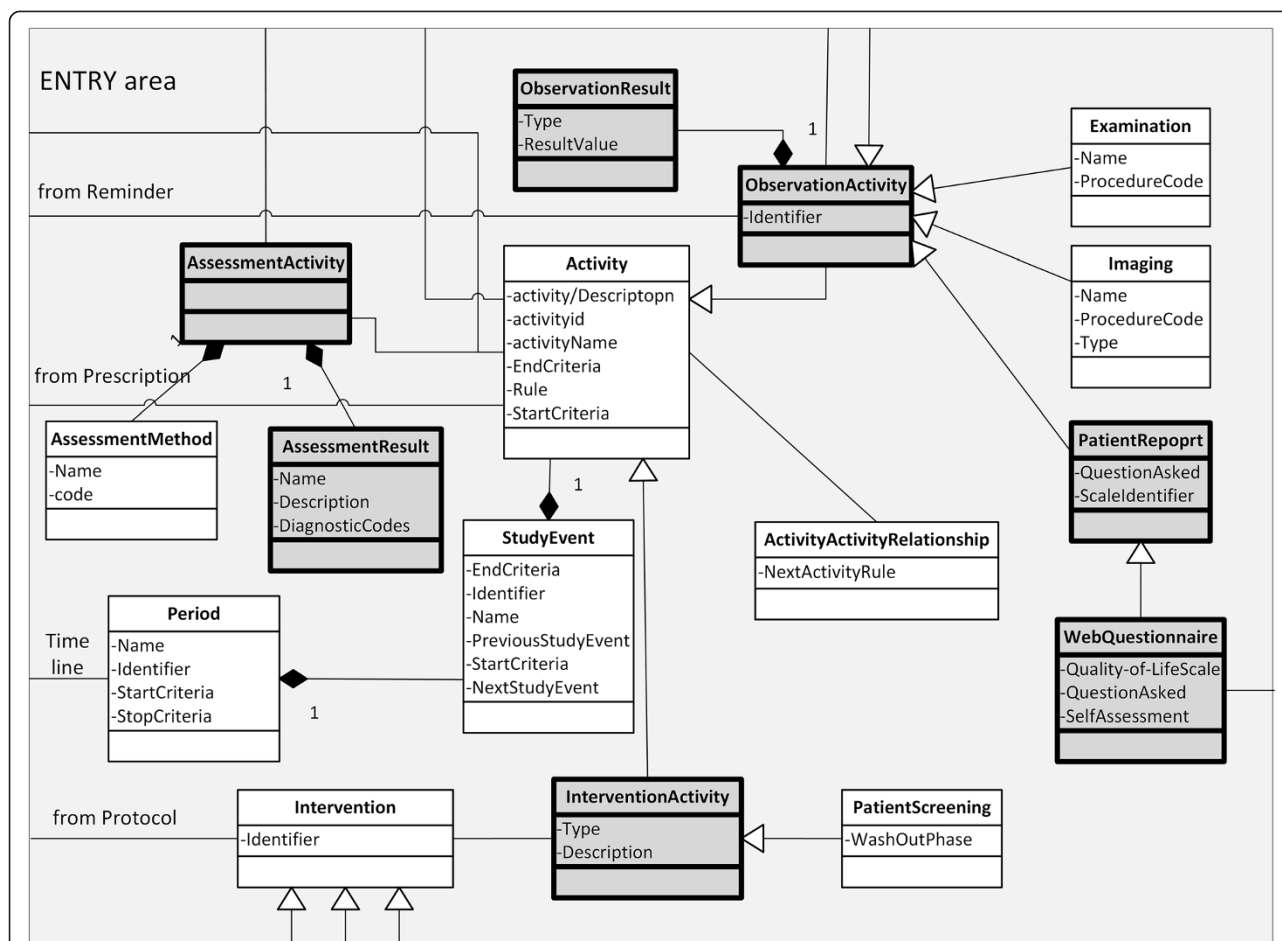 ENTRY area
ObservationResult
-Type
-ResultValue
1
Examination
-Name
-ProcedureCode
from Reminder
ObservationActivity
-Identifier
AssessmentActivity
Activity
-activity/Descriptopn
-activityid
-activityName
-EndCriteria
-Rule
-StartCriteria
Imaging
-Name
-ProcedureCode
-Type
from Prescription
1
AssessmentMethod
-Name
-code
AssessmentResult
-Name
-Description
-DiagnosticCodes
PatientRepoprt
-QuestionAsked
-ScaleIdentifier
1
StudyEvent
-EndCriteria
-Identifier
-Name
-PreviousStudyEvent
-StartCriteria
-NextStudyEvent
ActivityActivityRelationship
-NextActivityRule
Time
line
Period
-Name
-Identifier
-StartCriteria
-StopCriteria
1
WebQuestionnaire
-Quality-of-LifeScale
-QuestionAsked
-SelfAssessment
from Protocol
Intervention
-Identifier
InterventionActivity
-Type
-Description
PatientScreening
-WashOutPhase